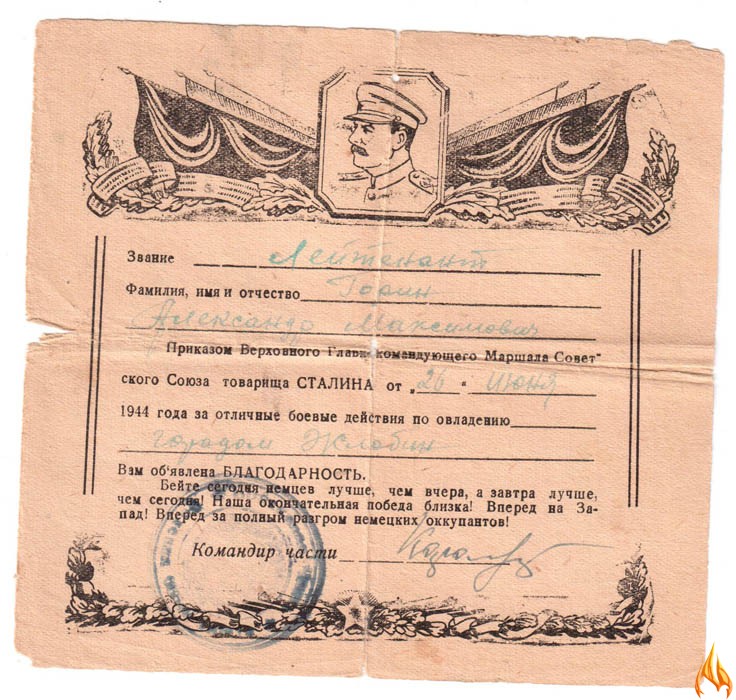 Звание Лейтенант
Фамилия, имя и отчество Горин
Александр Максимович
Приказом Верховного Главнокомандующего Маршала Совет"
ского Союза товарища СТАЛИНА от „26 " июня
1944 года за отличные боевые действия по овладению
городом Жлобин
Вам об'явлена БЛАГОДАРНОСТЬ.
Бейте сегодня немцев лучше, чем вчера, а завтра лучше,
чем сегодня! Наша окончательная победа близка! Вперед на За-
пад! Вперед за полный разгром немецких оккупантов!
Командир части